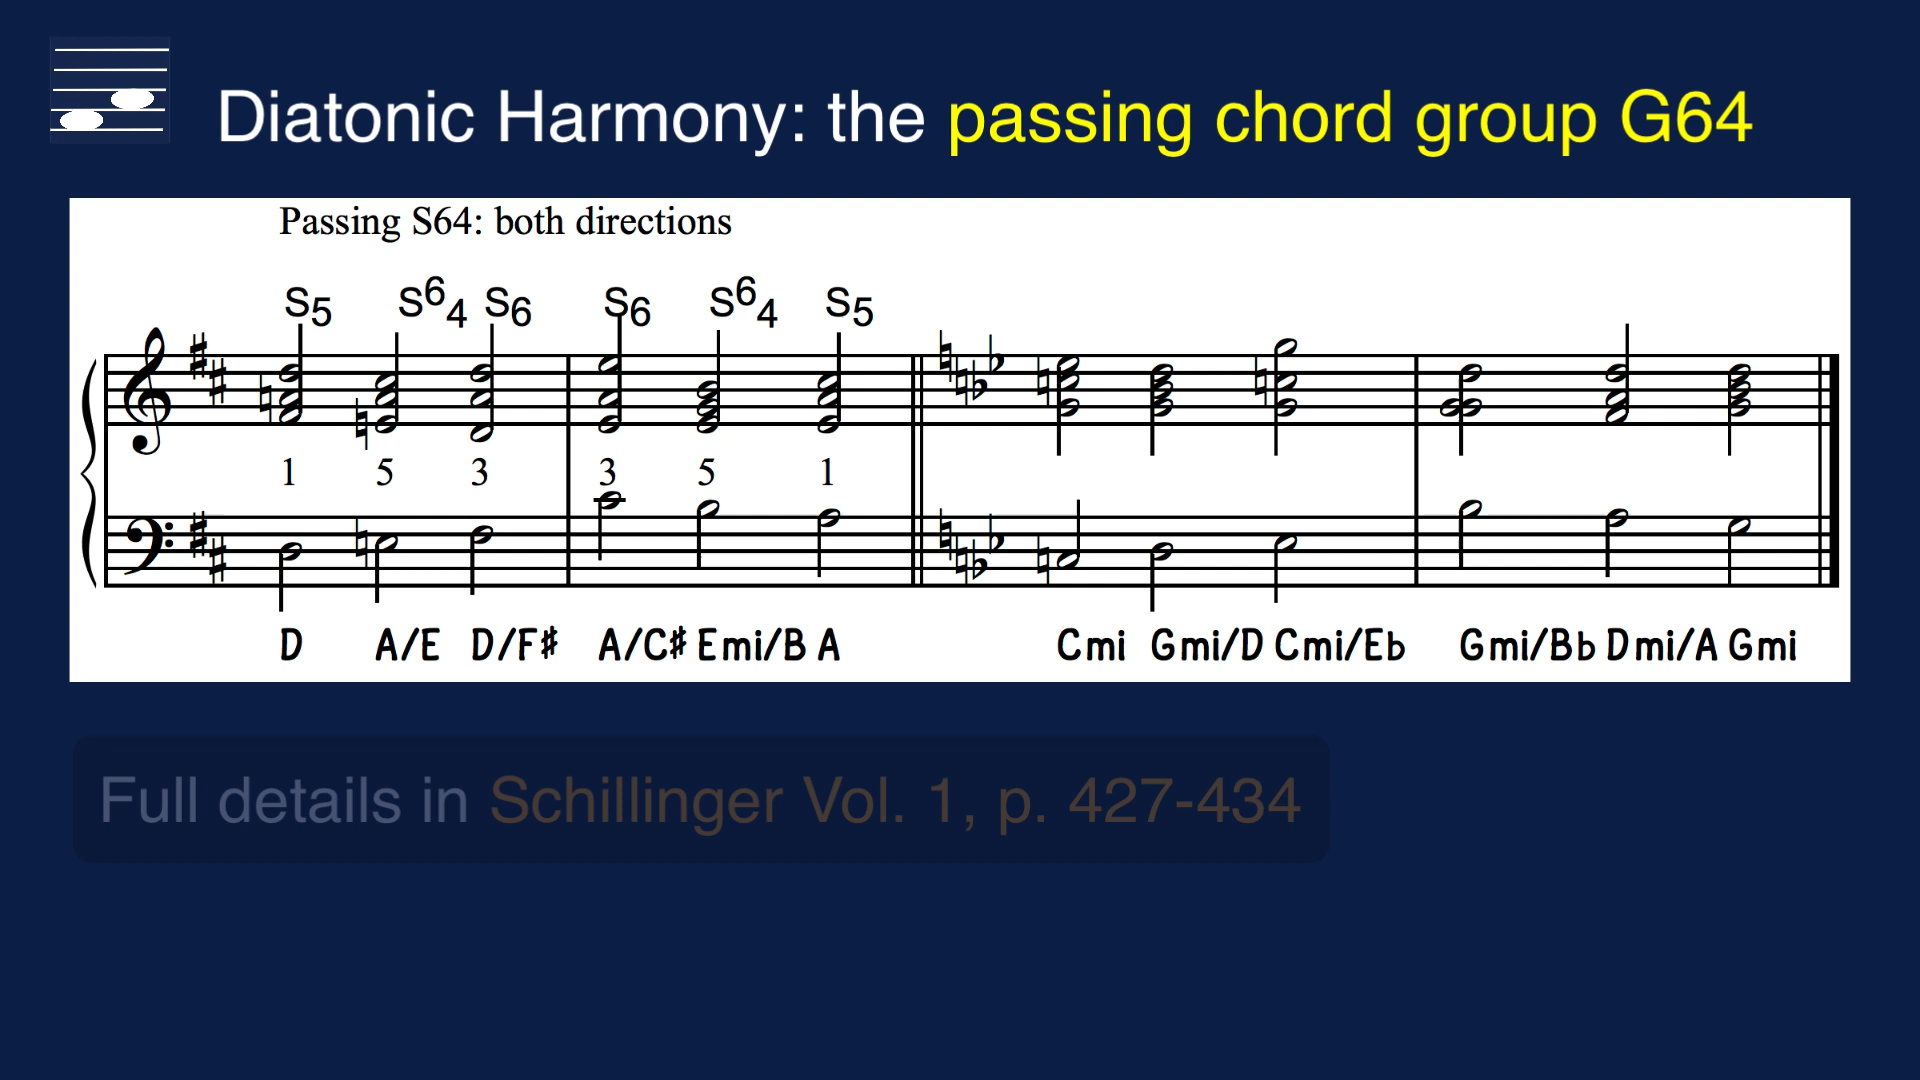 Diatonic Harmony: the passing chord group G64
Passing S64: both directions
S5 S64 S6 S6 S64 S5
1 5 3 3 5 1
D A/E D/F♯ A/C♯ Emi/B A Cmi Gmi/D Cmi/Eb Gmi/Bb Dmi/A Gmi
Full details in Schillinger Vol. 1, p. 427-434